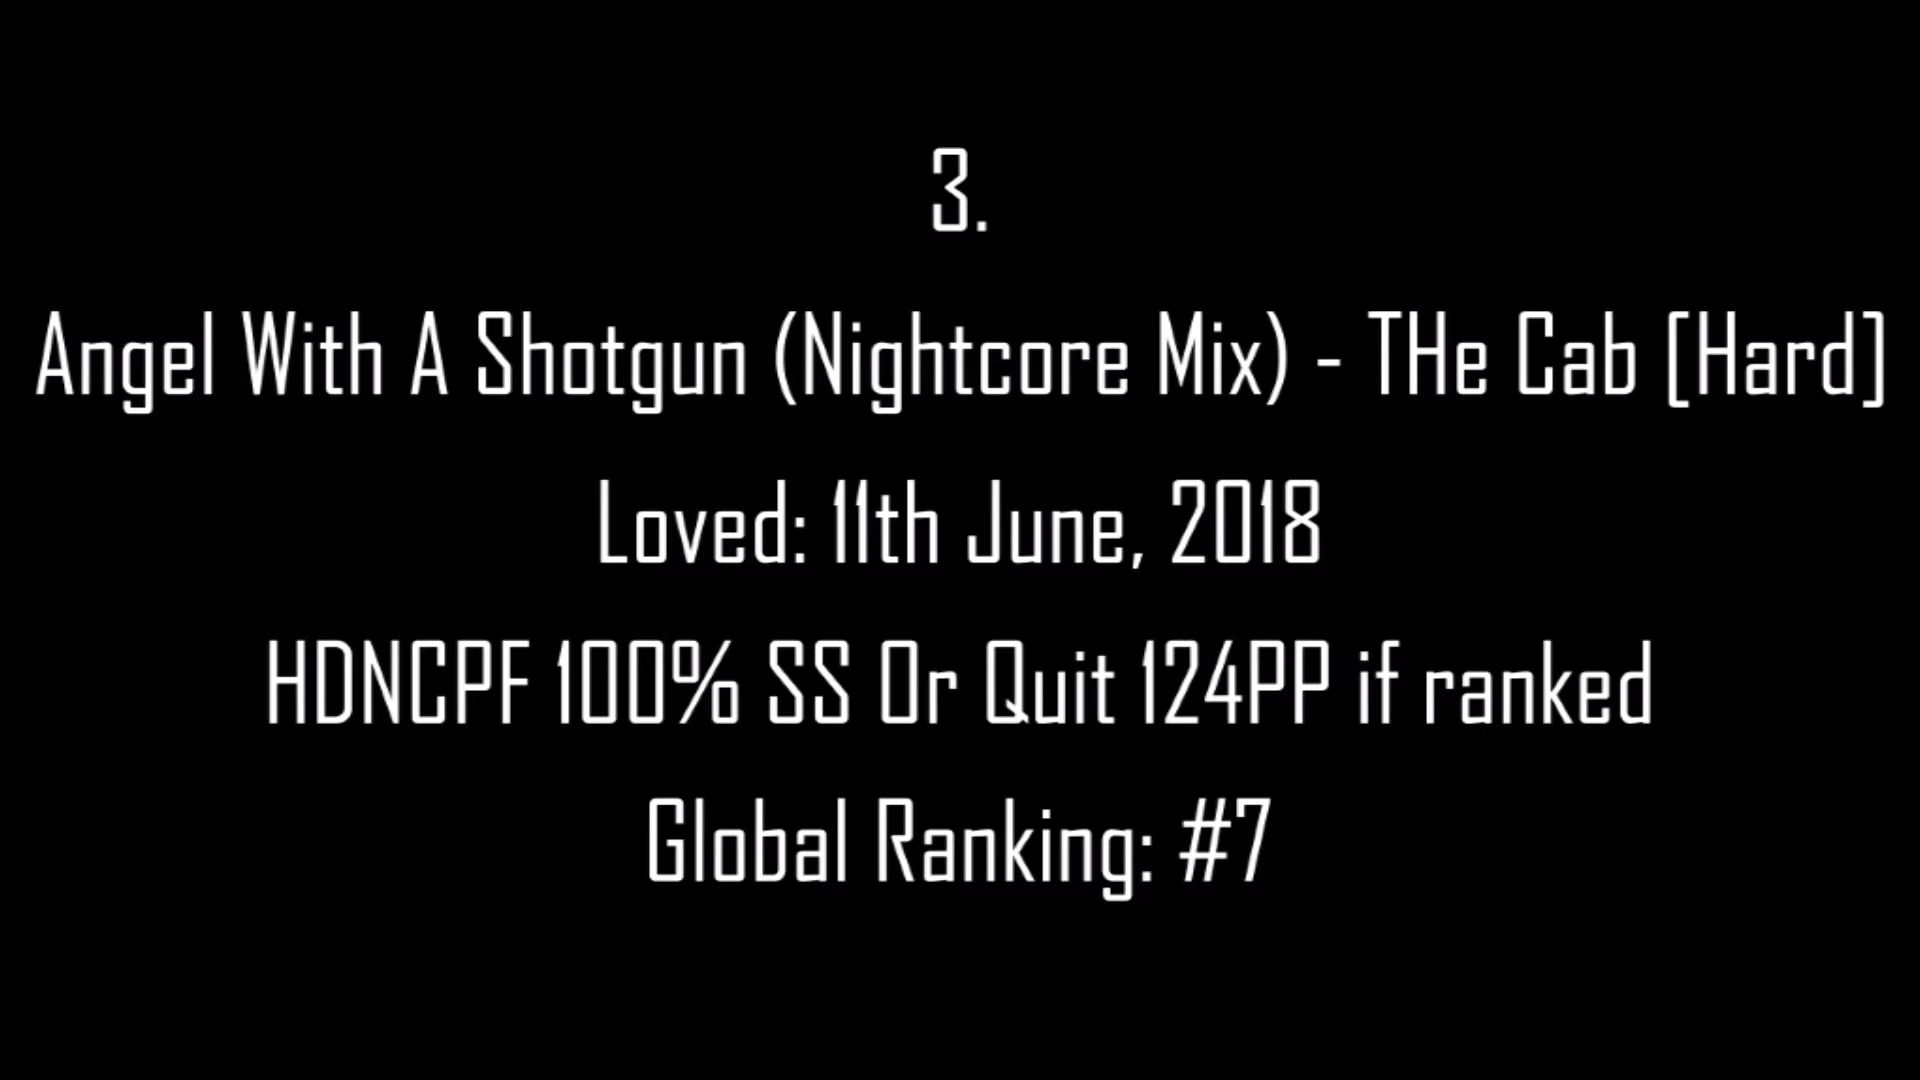 3.
Angel With A Shotgun (Nightcore Mix) - THe Cab [Hard]
Loved: 11th June, 2018
HDNCPF 100% SS Or Quit 124PP if ranked
Global Ranking: #7